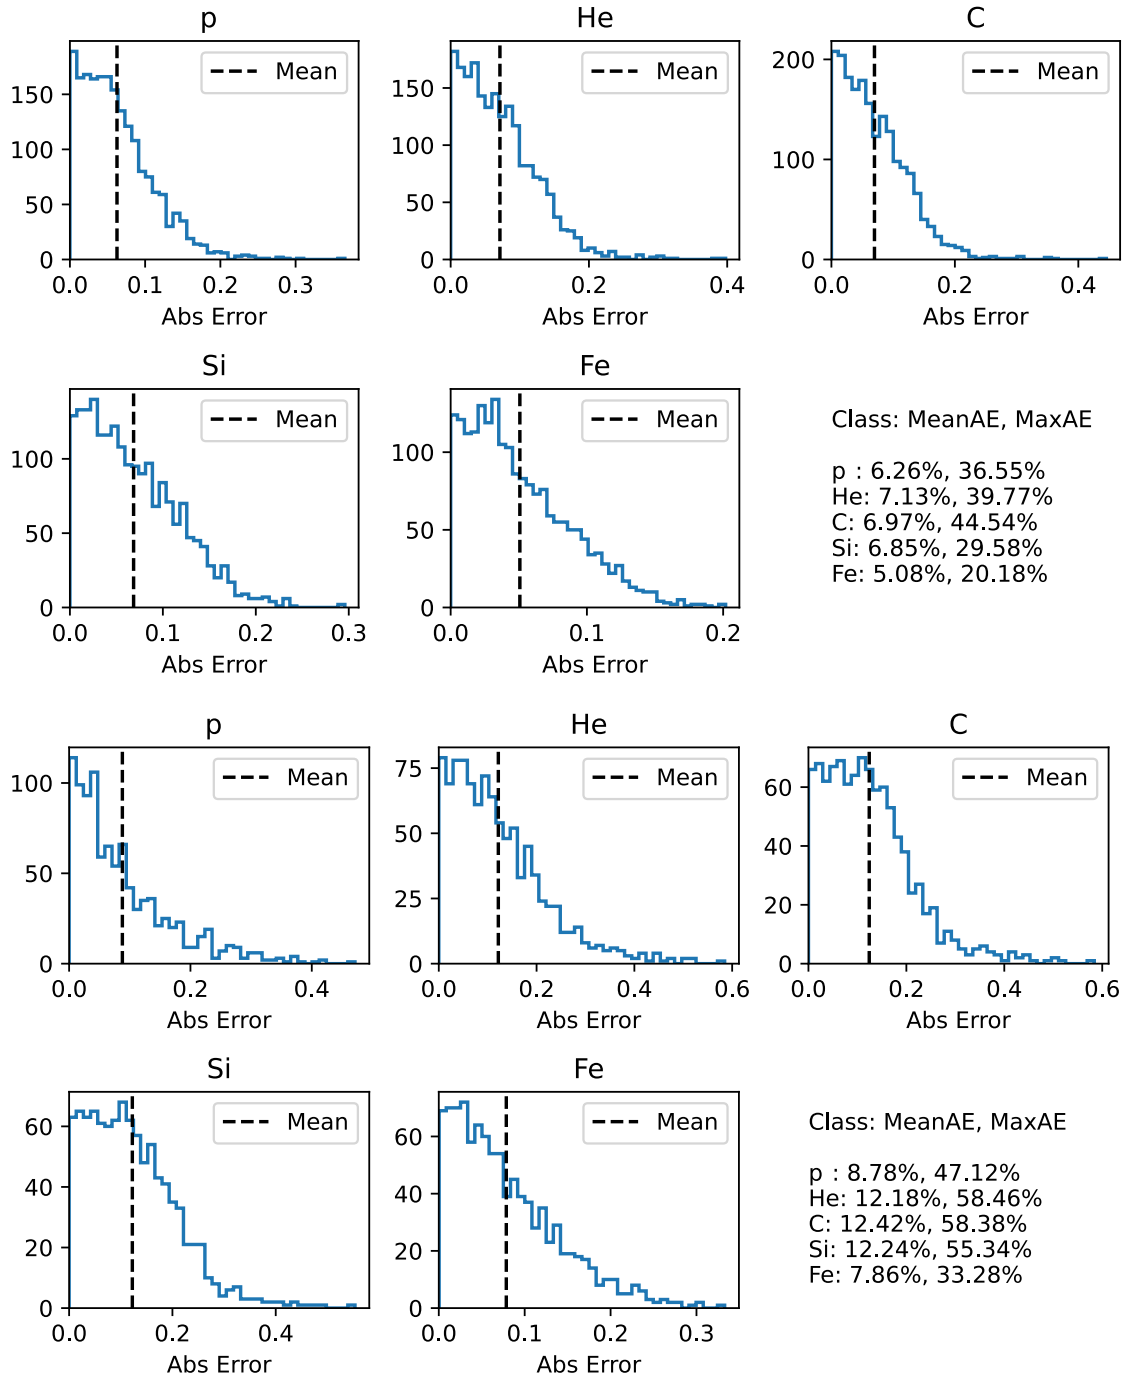 p
He
C
Mean
Mean
Mean
150
100
50
0
150
100
50
0
200
100
0
0.0 0.1 0.2 0.3
0.0 0.2 0.4
0.0 0.2 0.4
Abs Error
Abs Error
Abs Error
Si
Fe
Mean
Mean
100
50
0
100
50
0
0.0 0.1 0.2 0.3
0.0 0.1 0.2
Abs Error
Abs Error
Class: MeanAE, MaxAE
p : 6.26%, 36.55%
He: 7.13%, 39.77%
C: 6.97%, 44.54%
Si: 6.85%, 29.58%
Fe: 5.08%, 20.18%
p
He
C
Mean
Mean
Mean
100
50
0
75
50
25
0
60
40
20
0
0.0 0.2 0.4
0.0 0.2 0.4 0.6
0.0 0.2 0.4 0.6
Abs Error
Abs Error
Abs Error
Si
Fe
Mean
Mean
60
40
20
0
60
40
20
0
0.0 0.2 0.4
0.0 0.1 0.2 0.3
Abs Error
Abs Error
Class: MeanAE, MaxAE
p : 8.78%, 47.12%
He: 12.18%, 58.46%
C: 12.42%, 58.38%
Si: 12.24%, 55.34%
Fe: 7.86%, 33.28%